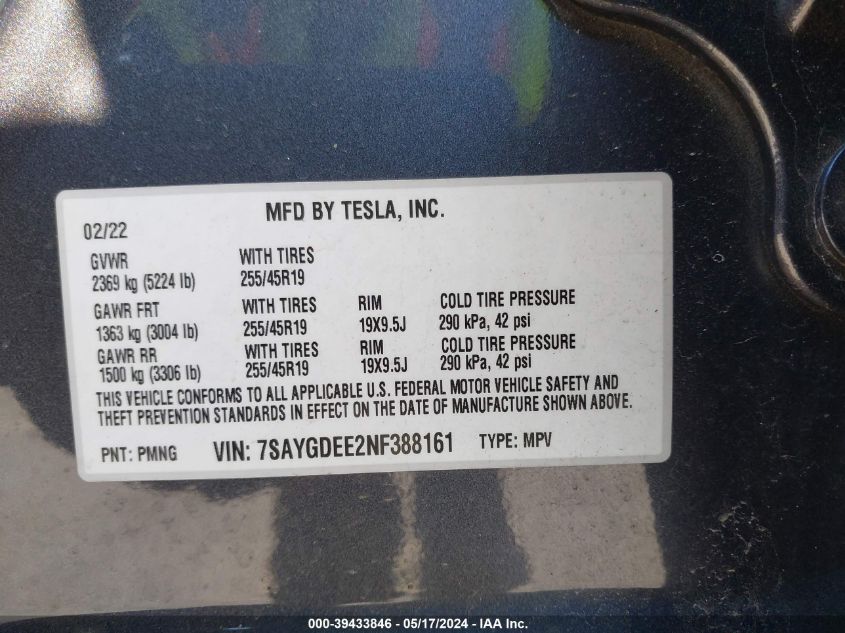 MFD BY TESLA, INC.
02/22
GVWR WITH TIRES
2369 kg (5224 lb) 255/45R19
GAWR FRT WITH TIRES RIM COLD TIRE PRESSURE
1363 kg (3004 lb) 255/45R19 19X9.5J 290 kPa, 42 psi
GAWR RR WITH TIRES RIM COLD TIRE PRESSURE
1500 kg (3306 lb) 255/45R19 19X9.5J 290 kPa, 42 psi
THIS VEHICLE CONFORMS TO ALL APPLICABLE U.S. FEDERAL MOTOR VEHICLE SAFETY AND
THEFT PREVENTION STANDARDS IN EFFECT ON THE DATE OF MANUFACTURE SHOWN ABOVE.
PNT: PMNG VIN: 7SAYGDEE2NF388161 TYPE: MPV
000-39433846 - 05/17/2024 - IAA Inc.